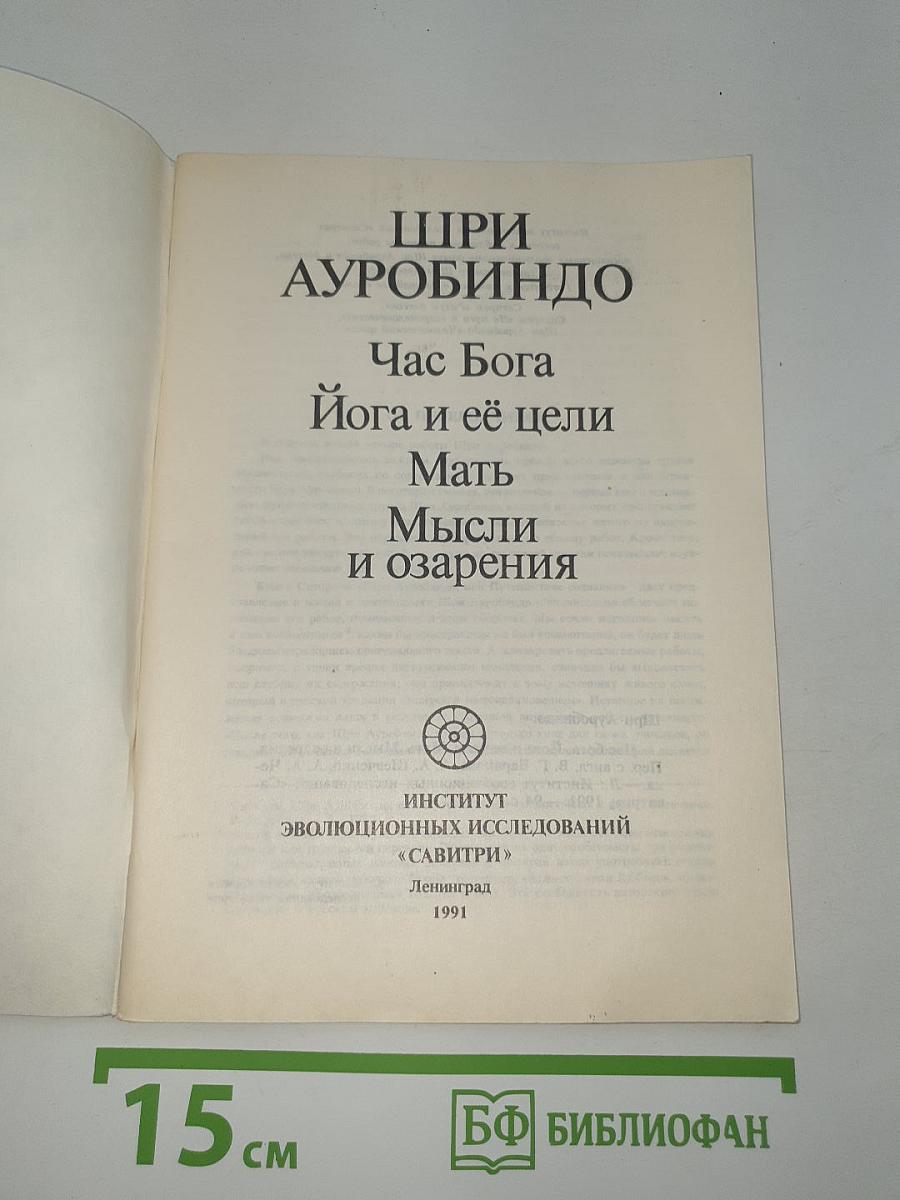 ШРИ
АУРОБИНДО
Час Бога
Йога и её цели
Мать
Мысли
и озарения
ИНСТИТУТ
ЭВОЛЮЦИОННЫХ ИССЛЕДОВАНИЙ
«САВИТРИ»
Ленинград
1991
15 см
БФ БИБЛИОФАН